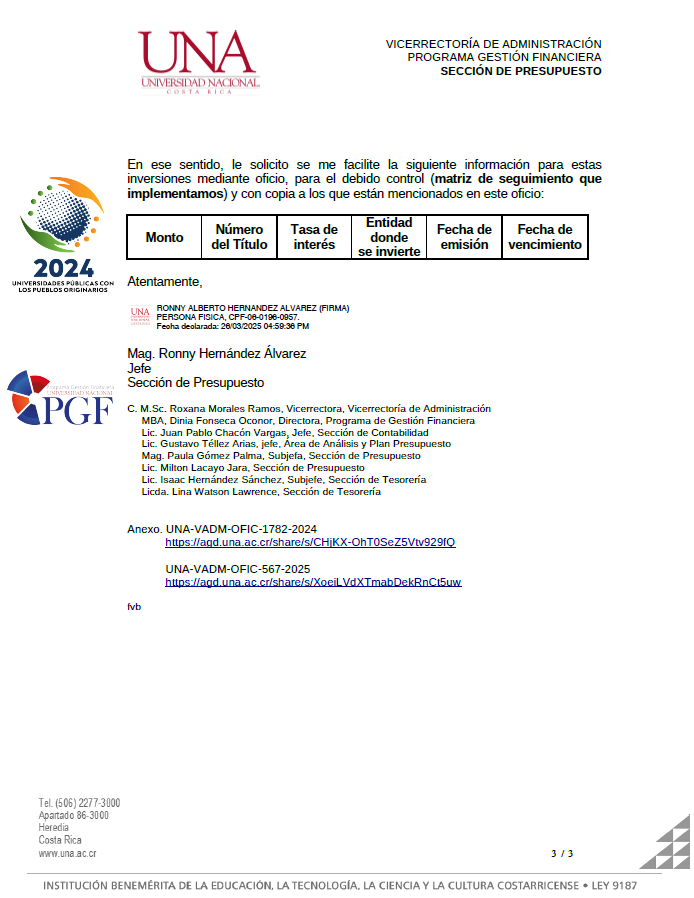 UNA
UNIVERSIDAD NACIONAL
COSTA RICA
VICERRECTORÍA DE ADMINISTRACIÓN
PROGRAMA GESTIÓN FINANCIERA
SECCIÓN DE PRESUPUESTO
En ese sentido, le solicito se me facilite la siguiente información para estas
inversiones mediante oficio, para el debido control (matriz de seguimiento que
implementamos) y con copia a los que están mencionados en este oficio:
2024
UNIVERSIDADES PÚBLICAS CON
LOS PUEBLOS ORIGINARIOS
Monto
Número
del Título
Tasa de
interés
Entidad
donde
se invierte
Fecha de
emisión
Fecha de
vencimiento
Atentamente,
UNA
RONNY ALBERTO HERNANDEZ ALVAREZ (FIRMA)
PERSONA FISICA, CPF-06-0196-0957.
Fecha declarada: 26/03/2025 04:59:36 PM
Mag. Ronny Hernández Álvarez
Jefe
Sección de Presupuesto
Programa Gestión Financiera
UNIVERSIDAD NACIONAL
PGF
C. M.Sc. Roxana Morales Ramos, Vicerrectora, Vicerrectoría de Administración
MBA, Dinia Fonseca Oconor, Directora, Programa de Gestión Financiera
Lic. Juan Pablo Chacón Vargas, Jefe, Sección de Contabilidad
Lic. Gustavo Téllez Arias, jefe, Área de Análisis y Plan Presupuesto
Mag. Paula Gómez Palma, Subjefa, Sección de Presupuesto
Lic. Milton Lacayo Jara, Sección de Presupuesto
Lic. Isaac Hernández Sánchez, Subjefe, Sección de Tesorería
Licda. Lina Watson Lawrence, Sección de Tesorería
Anexo. UNA-VADM-OFIC-1782-2024
https://agd.una.ac.cr/share/s/CHjKX-OhT0SeZ5Vtv929fQ
UNA-VADM-OFIC-567-2025
https://agd.una.ac.cr/share/s/XoeiLVdXTmabDekRnCt5uw
fvb
Tel. (506) 2277-3000
Apartado 86-3000
Heredia
Costa Rica
www.una.ac.cr
3 / 3
INSTITUCIÓN BENEMÉRITA DE LA EDUCACIÓN, LA TECNOLOGÍA, LA CIENCIA Y LA CULTURA COSTARRICENSE • LEY 9187